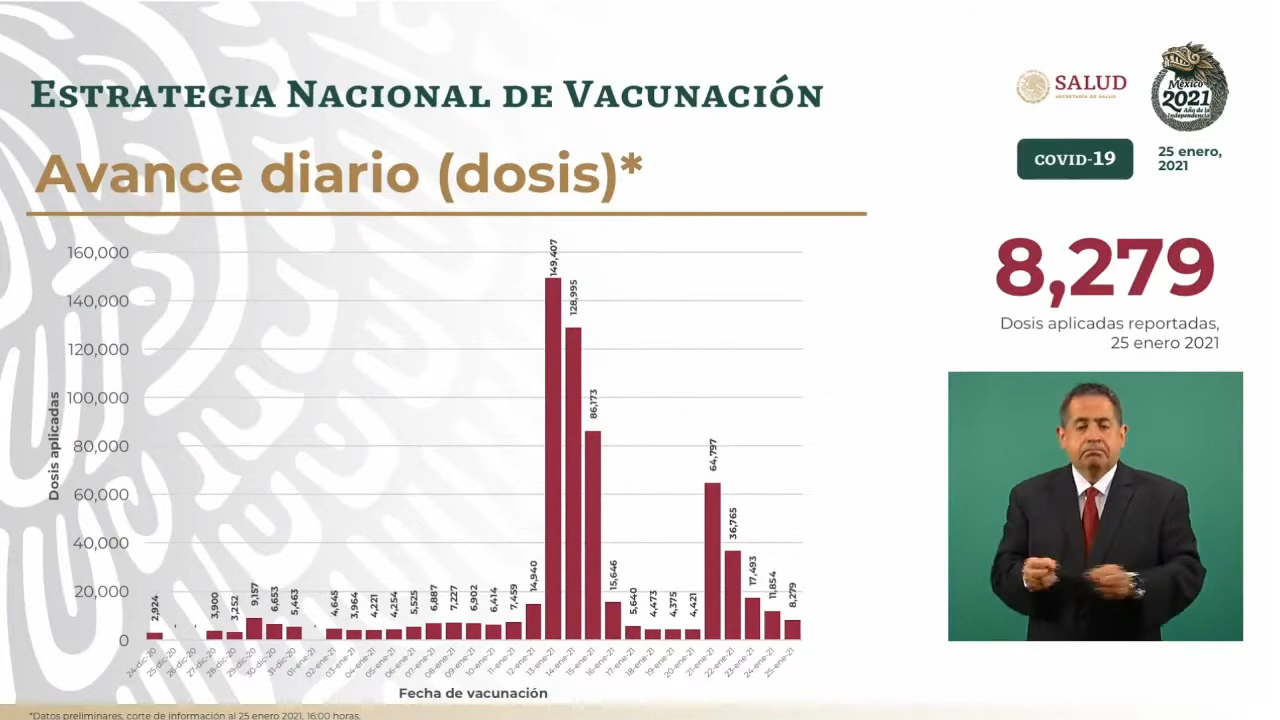 ESTRATEGIA NACIONAL DE VACUNACIÓN
SALUD
SECRETARÍA DE SALUD
México
2021
Año de la
Independencia
Avance diario (dosis)*
COVID-19
25 enero,
2021
8,279
Dosis aplicadas reportadas,
25 enero 2021
Dosis aplicadas
160,000
140,000
120,000
100,000
80,000
60,000
40,000
20,000
0
2,924
-
-
3,900
3,252
9,157
6,653
5,463
-
4,645
3,964
4,221
4,254
5,525
6,887
7,227
6,902
6,414
7,459
14,940
149,407
128,995
86,173
15,646
5,640
4,473
4,375
4,421
64,797
36,765
17,493
11,854
8,279
24-dic-20
25-dic-20
26-dic-20
27-dic-20
28-dic-20
29-dic-20
30-dic-20
31-dic-20
01-ene-21
02-ene-21
03-ene-21
04-ene-21
05-ene-21
06-ene-21
07-ene-21
08-ene-21
09-ene-21
10-ene-21
11-ene-21
12-ene-21
13-ene-21
14-ene-21
15-ene-21
16-ene-21
17-ene-21
18-ene-21
19-ene-21
20-ene-21
21-ene-21
22-ene-21
23-ene-21
24-ene-21
25-ene-21
Fecha de vacunación
*Datos preliminares, corte de información al 25 enero 2021, 16:00 horas.